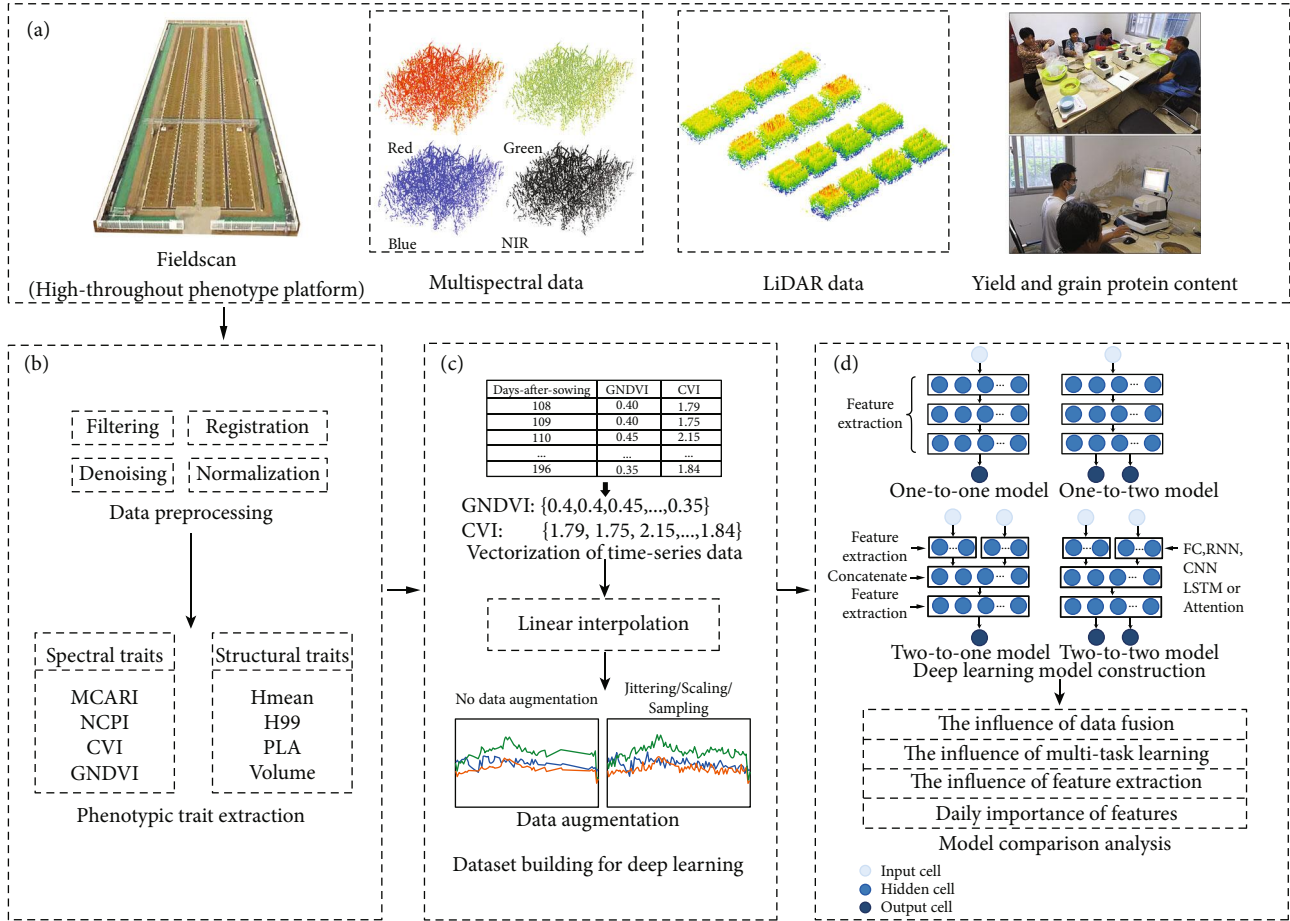 (a)
Red
Green
Blue
NIR
Fieldscan
(High-throughout phenotype platform)
Multispectral data
LiDAR data
Yield and grain protein content
(b)
Filtering
Registration
Denoising
Normalization
Data preprocessing
Spectral traits
MCARI
NCPI
CVI
GNDVI
Structural traits
Hmean
H99
PLA
Volume
Phenotypic trait extraction
(c)
Days-after-sowing GNDVI CVI
108 0.40 1.79
109 0.40 1.75
110 0.45 2.15
... ... ...
196 0.35 1.84
GNDVI: {0.4,0.4,0.45,...,0.35}
CVI: {1.79, 1.75, 2.15,...,1.84}
Vectorization of time-series data
Linear interpolation
No data augmentation
Jittering/Scaling/
Sampling
Data augmentation
Dataset building for deep learning
(d)
Feature
extraction
...
...
...
...
...
...
One-to-one model
One-to-two model
Feature
extraction
Concatenate
Feature
extraction
...
...
...
...
...
...
...
...
FC,RNN,
CNN
LSTM or
Attention
Two-to-one model
Two-to-two model
Deep learning model construction
The influence of data fusion
The influence of multi-task learning
The influence of feature extraction
Daily importance of features
Model comparison analysis
Input cell
Hidden cell
Output cell